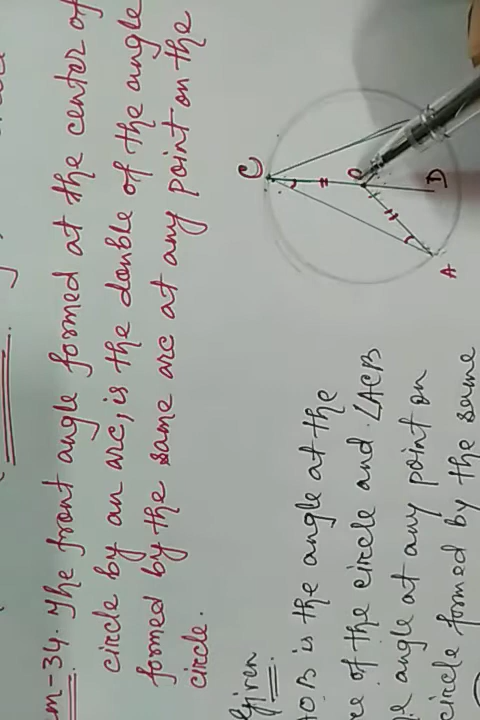 m-34. The front angle formed at the center of
circle by an arc, is the double of the angle
formed by the same arc at any point on the
circle.
C
O
D
A
Given
AOB is the angle at the
re of the circle and ∠ACB
angle at any point on
circle formed by the same